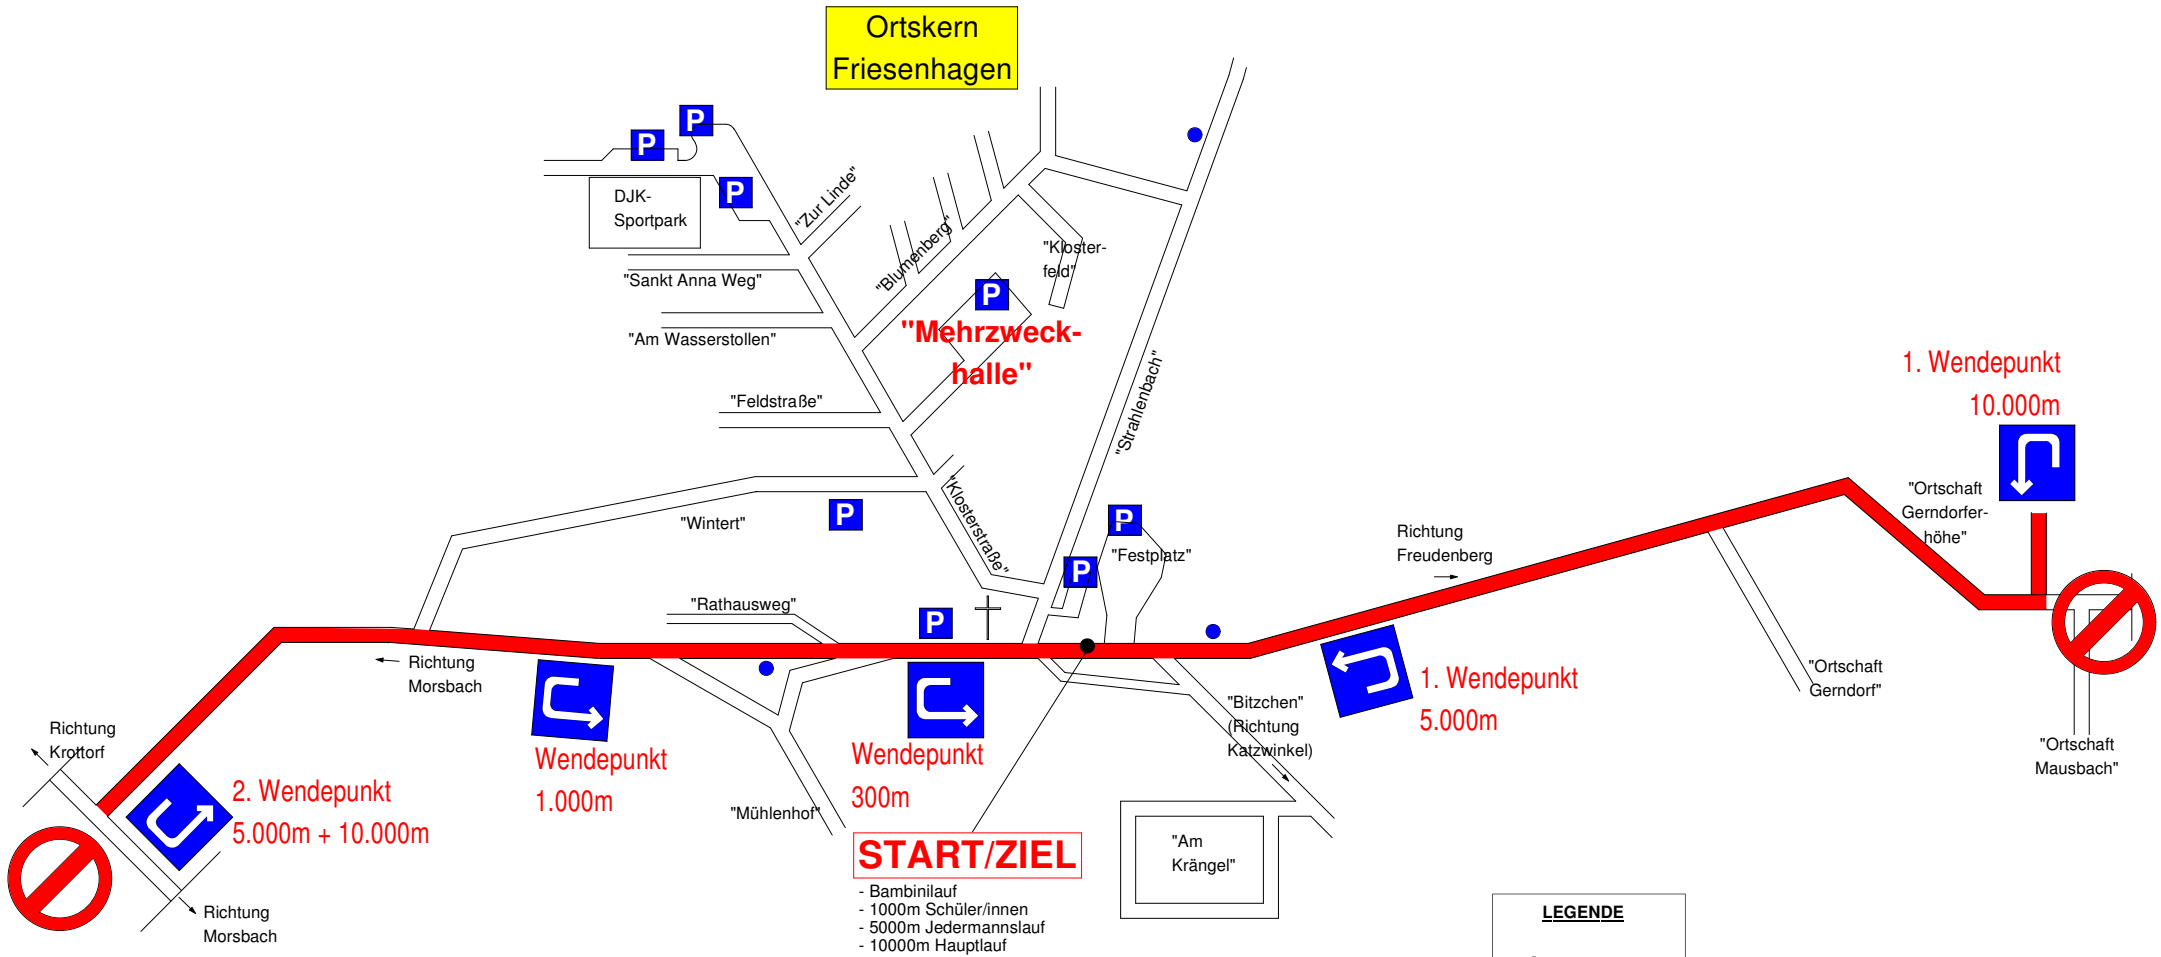 Ortskern
Friesenhagen
P
P
P
DJK-
Sportpark
"Zur Linde"
"Blumenberg"
"Kloster-
feld"
"Sankt Anna Weg"
P
"Mehrzweck-
halle"
"Am Wasserstollen"
"Strahlenbach"
"Feldstraße"
1. Wendepunkt
10.000m
"Ortschaft
Gerndorfer-
höhe"
"Wintert"
P
"Klosterstraße"
P
"Festplatz"
P
Richtung
Freudenberg
"Rathausweg"
P
Richtung
Morsbach
"Ortschaft
Gerndorf"
1. Wendepunkt
5.000m
"Bitzchen"
(Richtung
Katzwinkel)
"Ortschaft
Mausbach"
Richtung
Krottorf
Wendepunkt
1.000m
Wendepunkt
300m
2. Wendepunkt
5.000m + 10.000m
"Mühlenhof"
"Am
Krängel"
START/ZIEL
- Bambinilauf
- 1000m Schüler/innen
- 5000m Jedermannslauf
- 10000m Hauptlauf
Richtung
Morsbach
LEGENDE